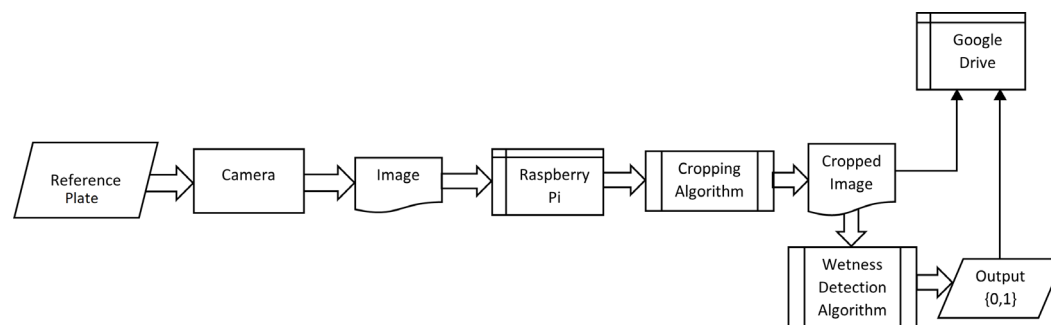 Google
Drive
Reference
Plate
Camera
Image
Raspberry
Pi
Cropping
Algorithm
Cropped
Image
Wetness
Detection
Algorithm
Output
{0,1}